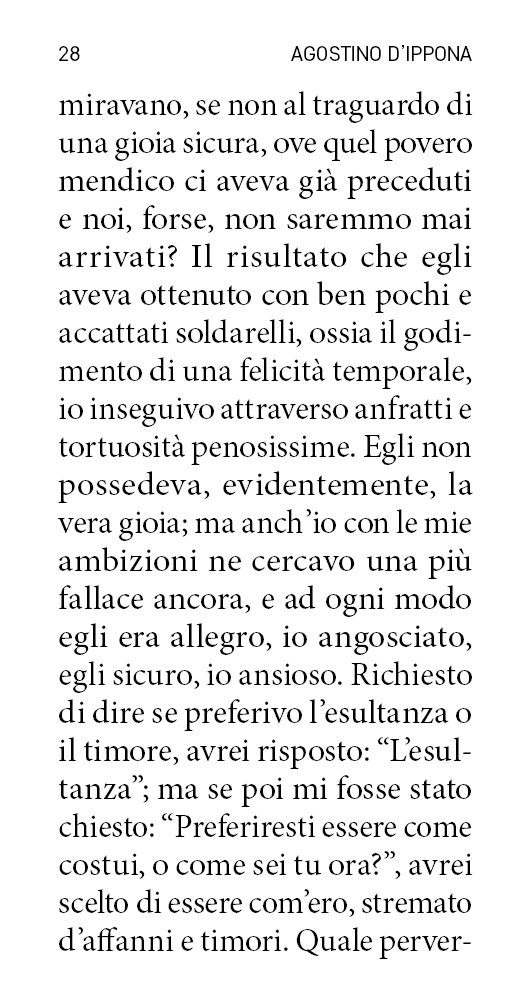 28 AGOSTINO D’IPPONA
miravano, se non al traguardo di
una gioia sicura, ove quel povero
mendico ci aveva già preceduti
e noi, forse, non saremmo mai
arrivati? Il risultato che egli
aveva ottenuto con ben pochi e
accattati soldarelli, ossia il godi-
mento di una felicità temporale,
io inseguivo attraverso anfratti e
tortuosità penosissime. Egli non
possedeva, evidentemente, la
vera gioia; ma anch’io con le mie
ambizioni ne cercavo una più
fallace ancora, e ad ogni modo
egli era allegro, io angosciato,
egli sicuro, io ansioso. Richiesto
di dire se preferivo l’esultanza o
il timore, avrei risposto: “L’esul-
tanza”; ma se poi mi fosse stato
chiesto: “Preferiresti essere come
costui, o come sei tu ora?”, avrei
scelto di essere com’ero, stremato
d’affanni e timori. Quale perver-